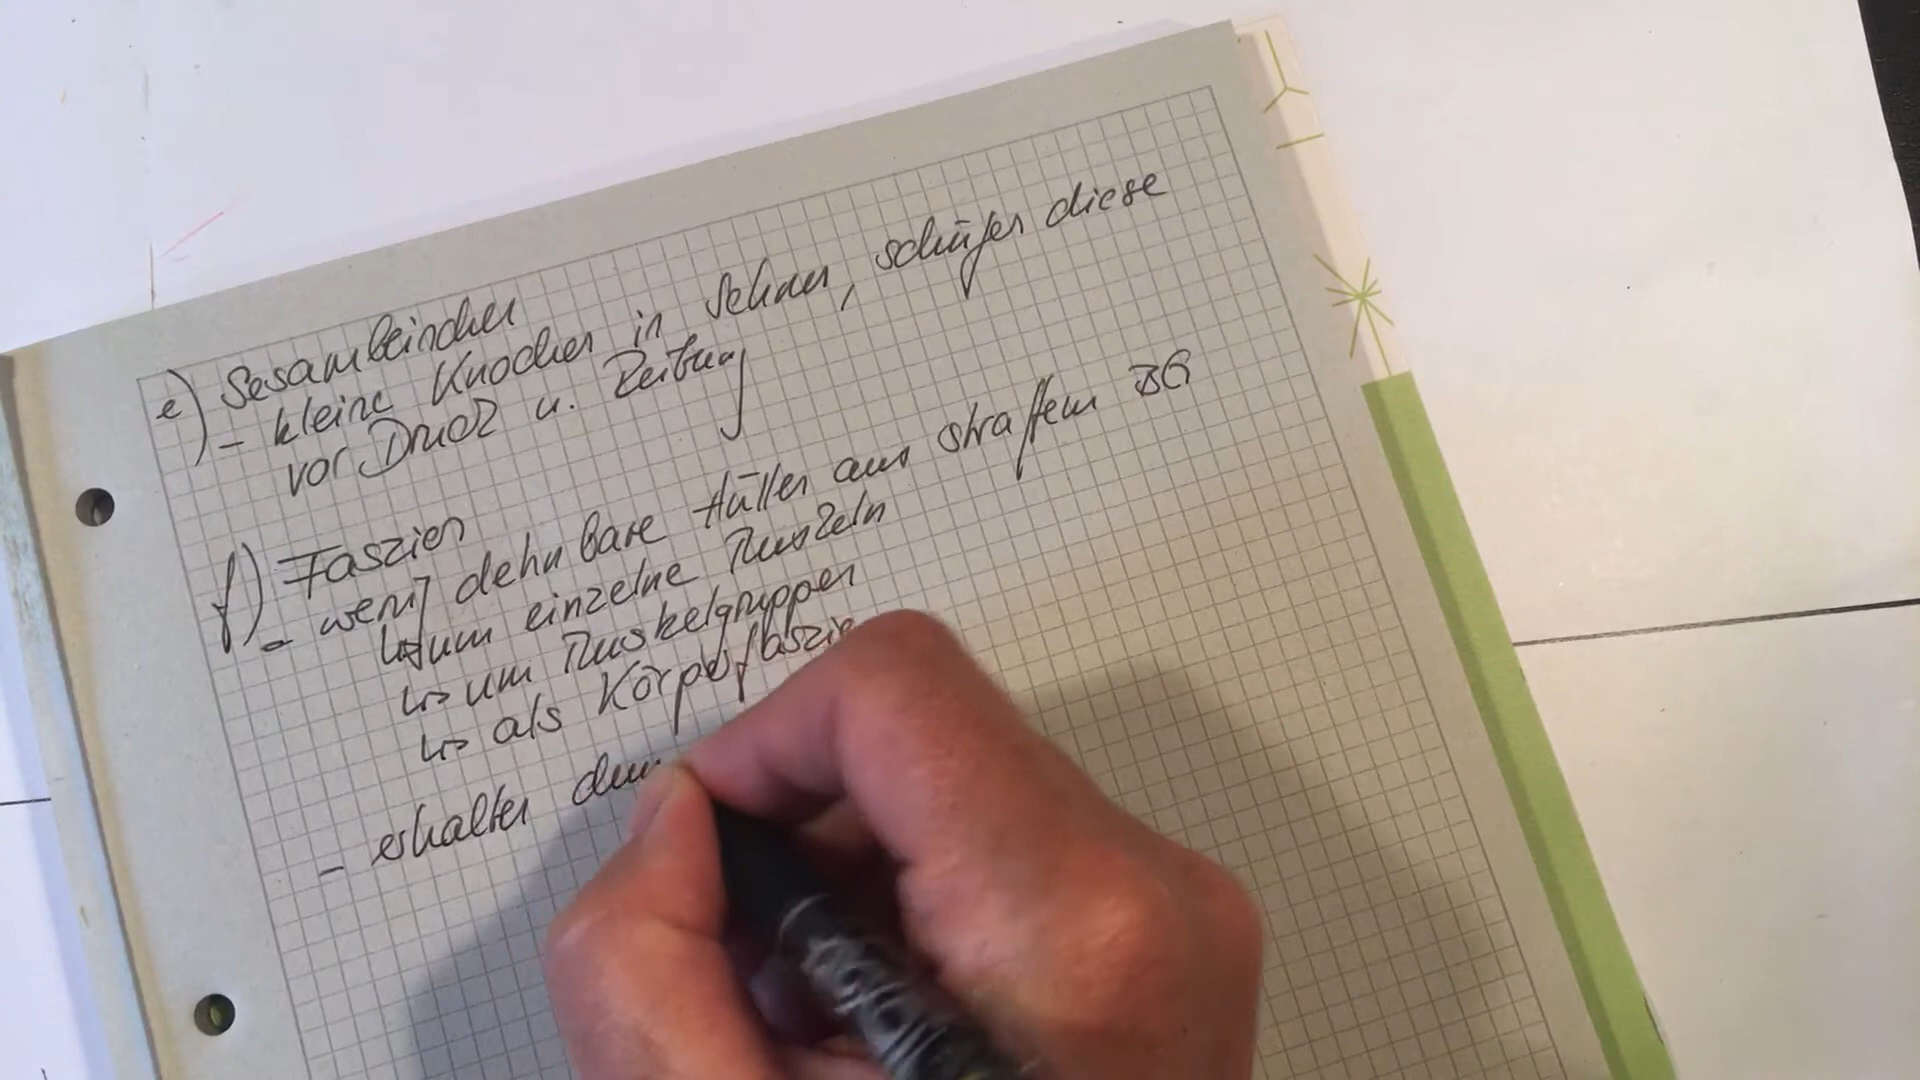 e) Sesambeinchen
- kleine Knochen in Sehnen, schützen diese
vor Druck u. Reibung
f) Faszien
- wenig dehnbare Hüllen aus straffem BG
↳ um einzelne Muskeln
↳ um Muskelgruppen
↳ als Körperfaszie
- erhalten